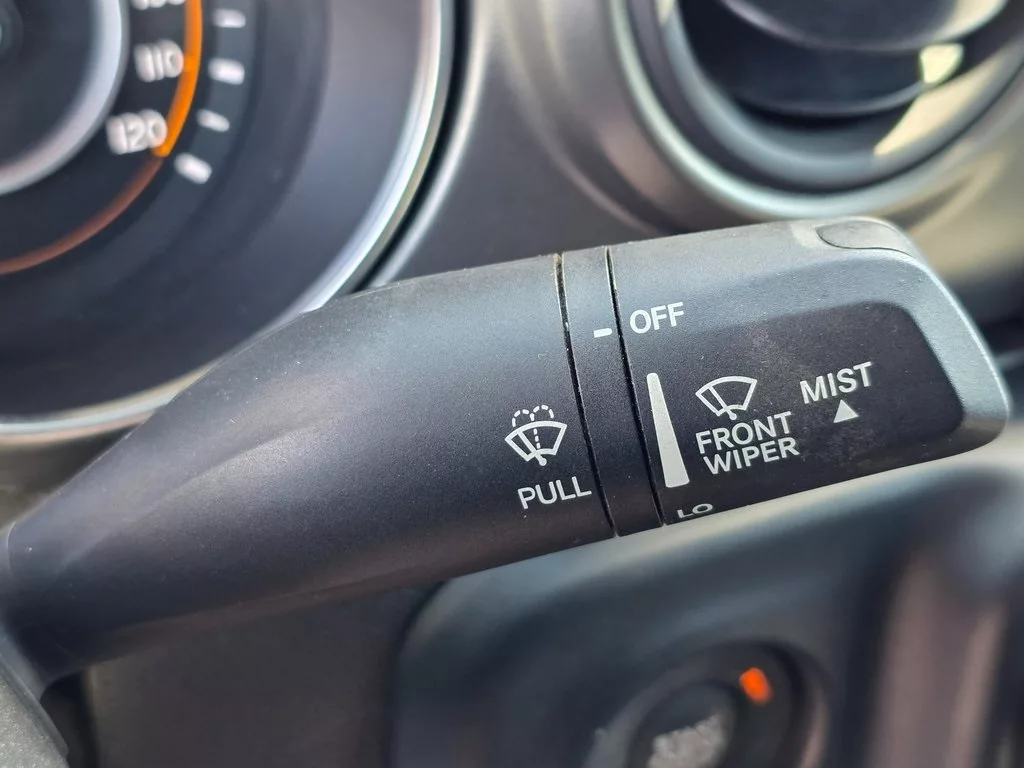 110
120
OFF
MIST
FRONT
WIPER
PULL
LO